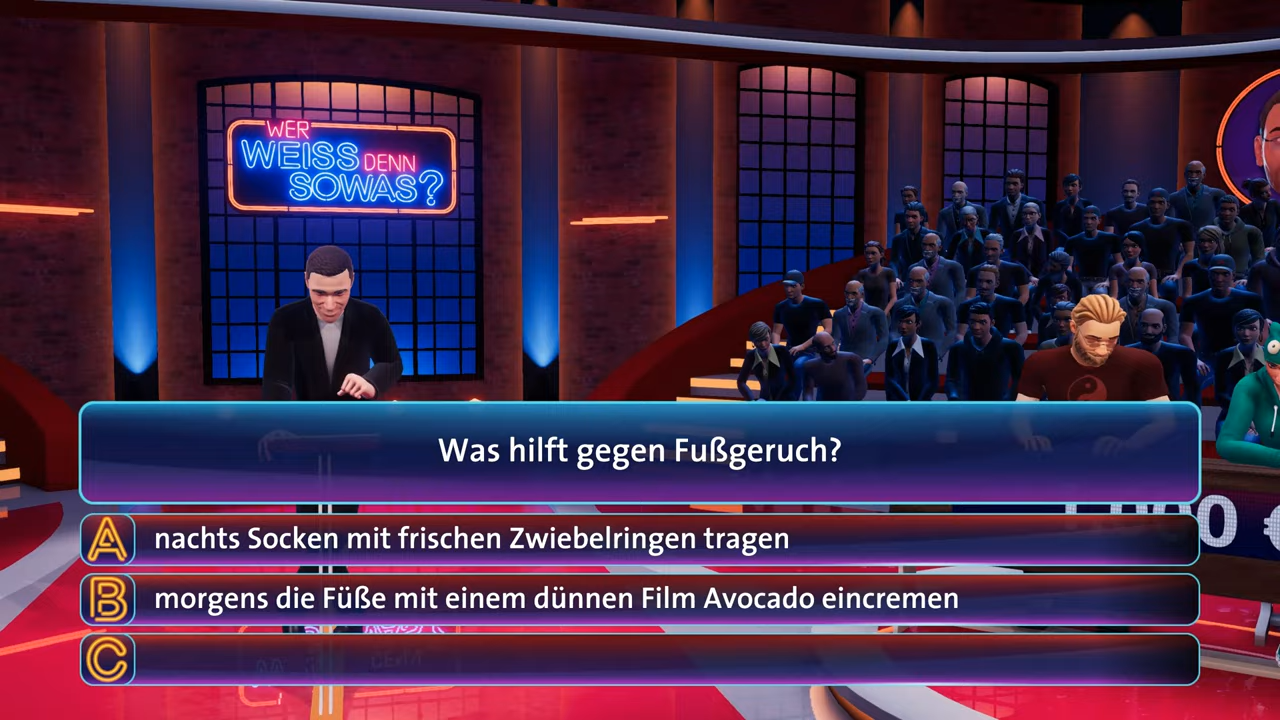 WER
WEISS DENN
SOWAS?
Was hilft gegen Fußgeruch?
A nachts Socken mit frischen Zwiebelringen tragen
B morgens die Füße mit einem dünnen Film Avocado eincremen
C